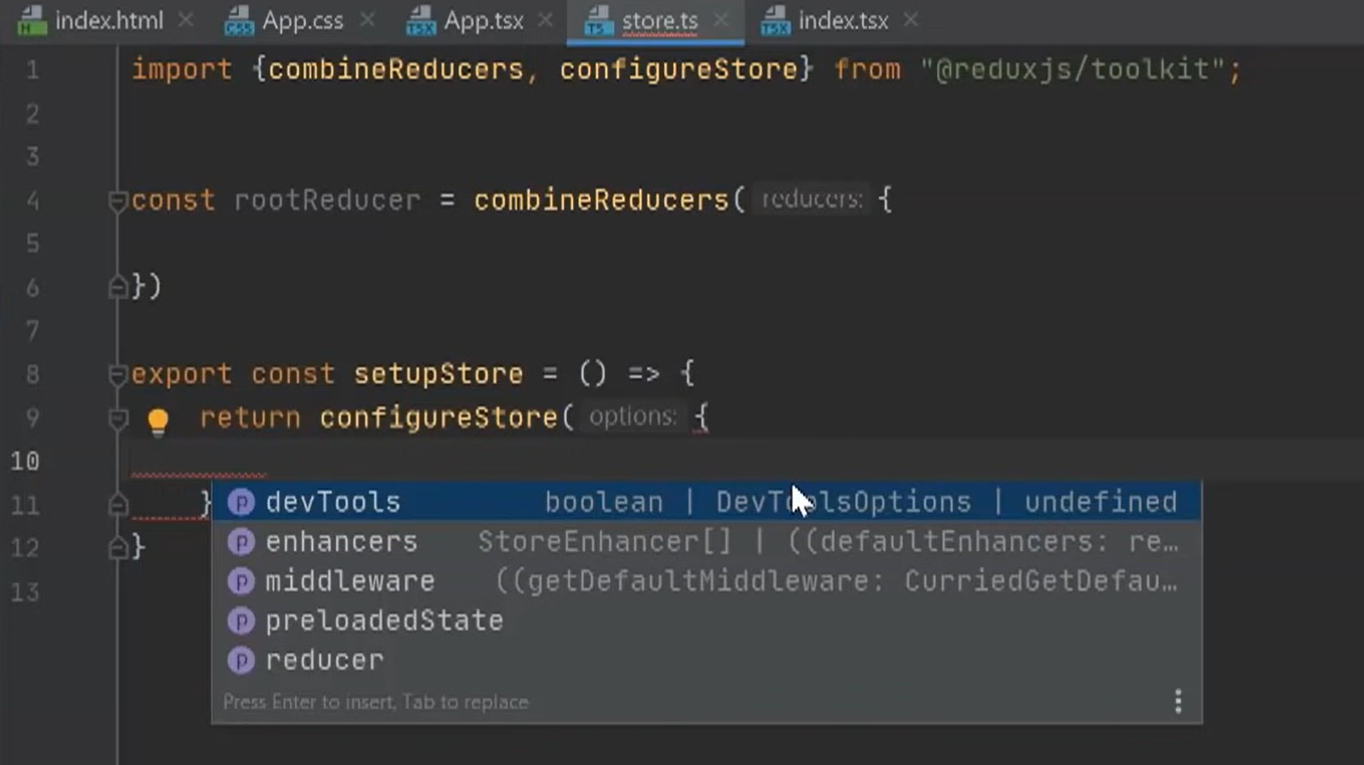 index.html App.css App.tsx store.ts index.tsx
1 import {combineReducers, configureStore} from "@reduxjs/toolkit";
2
3
4 const rootReducer = combineReducers( reducers: {
5
6 })
7
8 export const setupStore = () => {
9 return configureStore( options: {
10
11 }
devTools boolean | DevToolsOptions | undefined
enhancers StoreEnhancer[] | ((defaultEnhancers: re…
12 }
middleware ((getDefaultMiddleware: CurriedGetDefau…
13
preloadedState
reducer
Press Enter to insert, Tab to replace